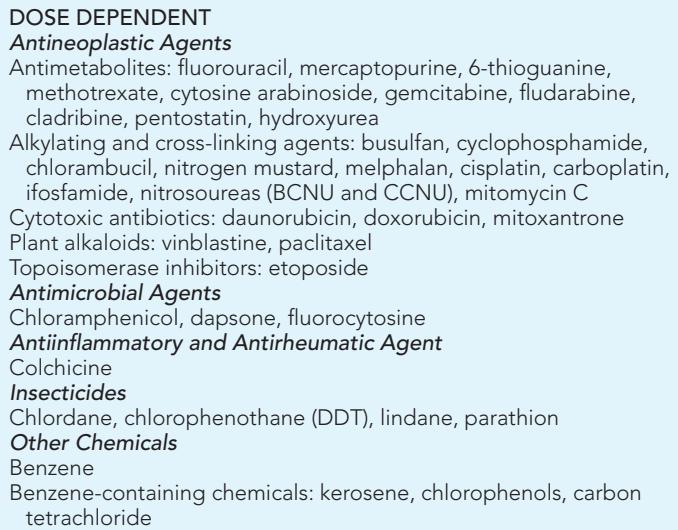 DOSE DEPENDENT
Antineoplastic Agents
Antimetabolites: fluorouracil, mercaptopurine, 6-thioguanine,
methotrexate, cytosine arabinoside, gemcitabine, fludarabine,
cladribine, pentostatin, hydroxyurea
Alkylating and cross-linking agents: busulfan, cyclophosphamide,
chlorambucil, nitrogen mustard, melphalan, cisplatin, carboplatin,
ifosfamide, nitrosoureas (BCNU and CCNU), mitomycin C
Cytotoxic antibiotics: daunorubicin, doxorubicin, mitoxantrone
Plant alkaloids: vinblastine, paclitaxel
Topoisomerase inhibitors: etoposide
Antimicrobial Agents
Chloramphenicol, dapsone, fluorocytosine
Antiinflammatory and Antirheumatic Agent
Colchicine
Insecticides
Chlordane, chlorophenothane (DDT), lindane, parathion
Other Chemicals
Benzene
Benzene-containing chemicals: kerosene, chlorophenols, carbon
tetrachloride